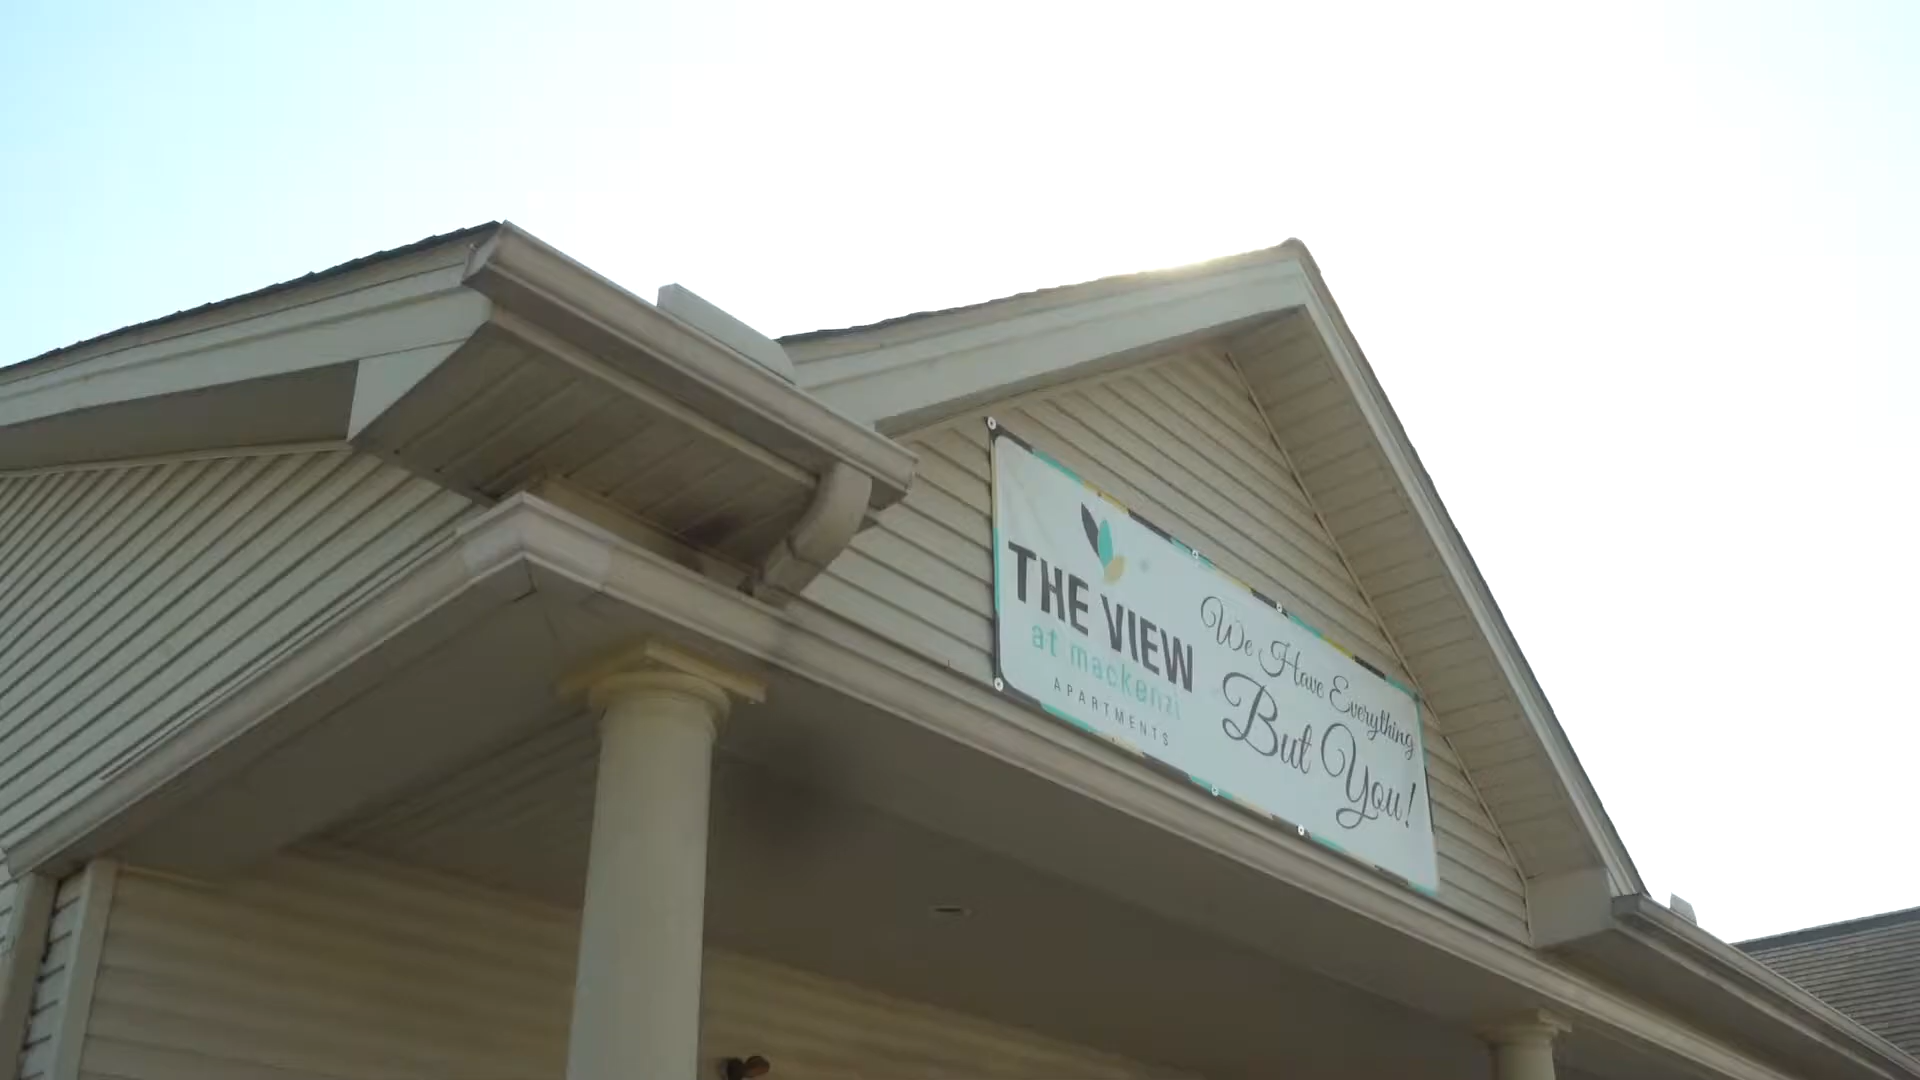 THE VIEW
at mackenzi
APARTMENTS
We Have Everything
But You!